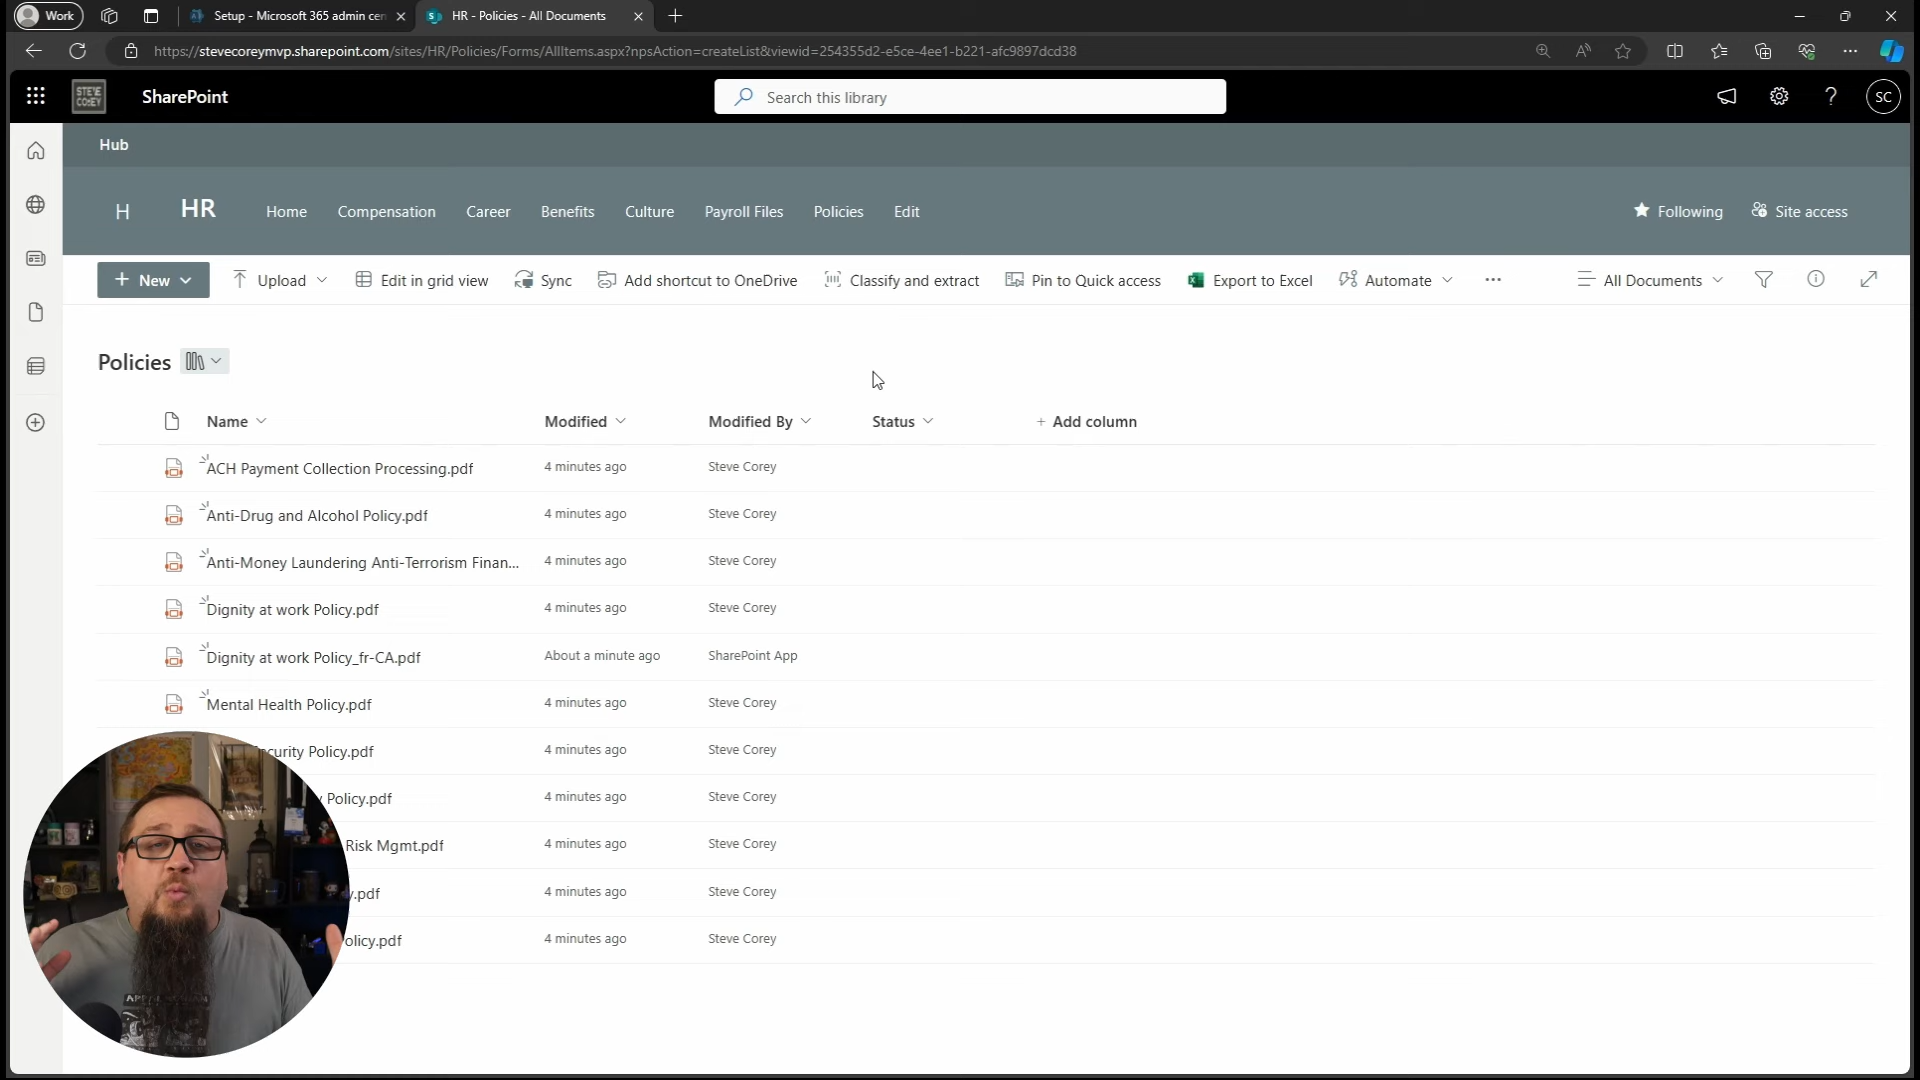 Work
Setup - Microsoft 365 admin cen
HR - Policies - All Documents
https://stevecoreymvp.sharepoint.com/sites/HR/Policies/Forms/AllItems.aspx?npsAction=createList&viewid=254355d2-e5ce-4ee1-b221-afc9897dcd38
STEVE
COREY
SharePoint
Search this library
SC
Hub
H
HR
Home
Compensation
Career
Benefits
Culture
Payroll Files
Policies
Edit
Following
Site access
New
Upload
Edit in grid view
Sync
Add shortcut to OneDrive
Classify and extract
Pin to Quick access
Export to Excel
Automate
All Documents
Policies
Name Modified Modified By Status + Add column
ACH Payment Collection Processing.pdf 4 minutes ago Steve Corey
Anti-Drug and Alcohol Policy.pdf 4 minutes ago Steve Corey
Anti-Money Laundering Anti-Terrorism Finan... 4 minutes ago Steve Corey
Dignity at work Policy.pdf 4 minutes ago Steve Corey
Dignity at work Policy_fr-CA.pdf About a minute ago SharePoint App
Mental Health Policy.pdf 4 minutes ago Steve Corey
curity Policy.pdf 4 minutes ago Steve Corey
Policy.pdf 4 minutes ago Steve Corey
Risk Mgmt.pdf 4 minutes ago Steve Corey
y.pdf 4 minutes ago Steve Corey
olicy.pdf 4 minutes ago Steve Corey